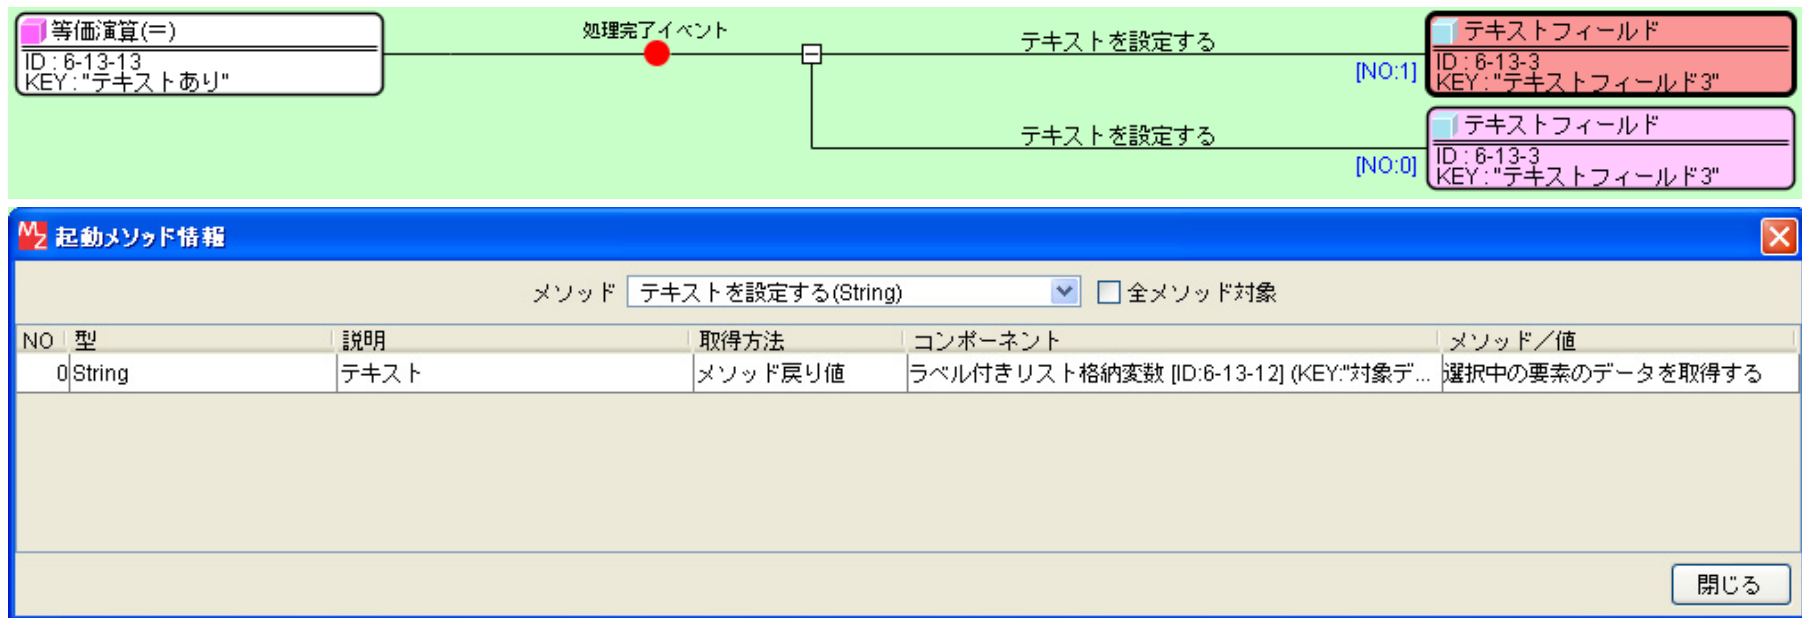 等価演算(=)
ID : 6-13-13
KEY : "テキストあり"
処理完了イベント
テキストを設定する
[NO:1]
テキストフィールド
ID : 6-13-3
KEY : "テキストフィールド3"
テキストを設定する
[NO:0]
テキストフィールド
ID : 6-13-3
KEY : "テキストフィールド3"
MZ 起動メソッド情報
メソッド テキストを設定する(String) 全メソッド対象
NO 型 説明 取得方法 コンポーネント メソッド／値
0 String テキスト メソッド戻り値 ラベル付きリスト格納変数 [ID:6-13-12] (KEY:"対象デ... 選択中の要素のデータを取得する
閉じる